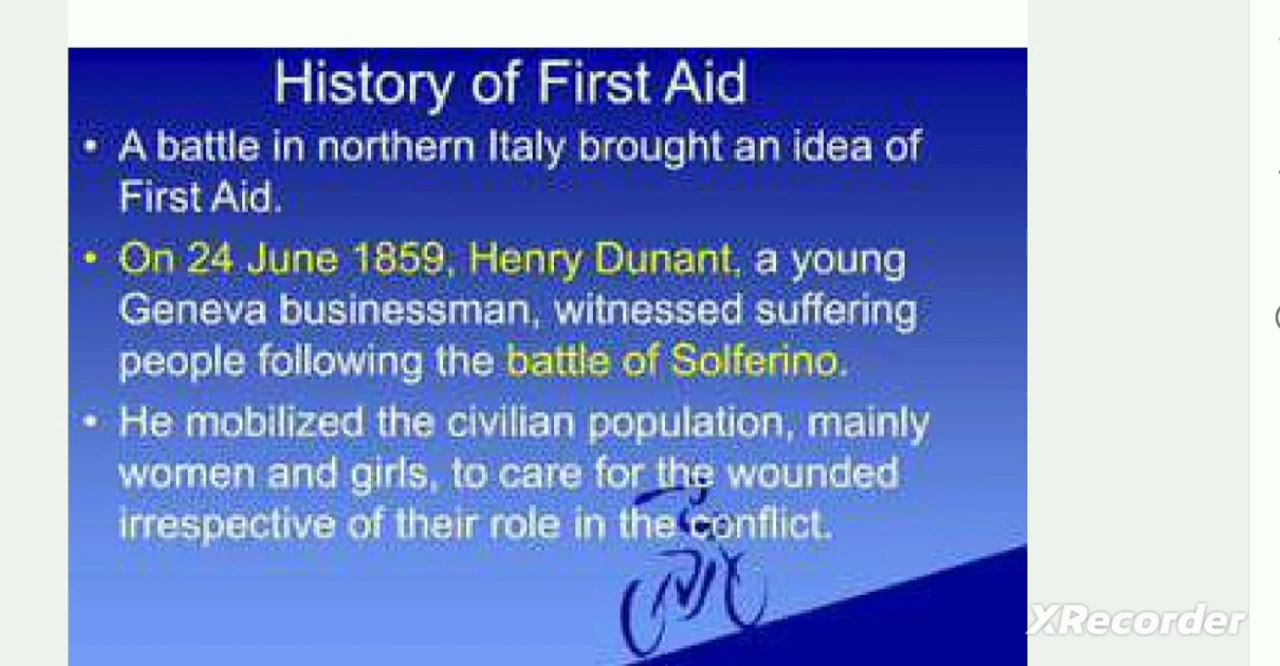 History of First Aid
• A battle in northern Italy brought an idea of
First Aid.
• On 24 June 1859, Henry Dunant, a young
Geneva businessman, witnessed suffering
people following the battle of Solferino.
• He mobilized the civilian population, mainly
women and girls, to care for the wounded
irrespective of their role in the conflict.
XRecorder